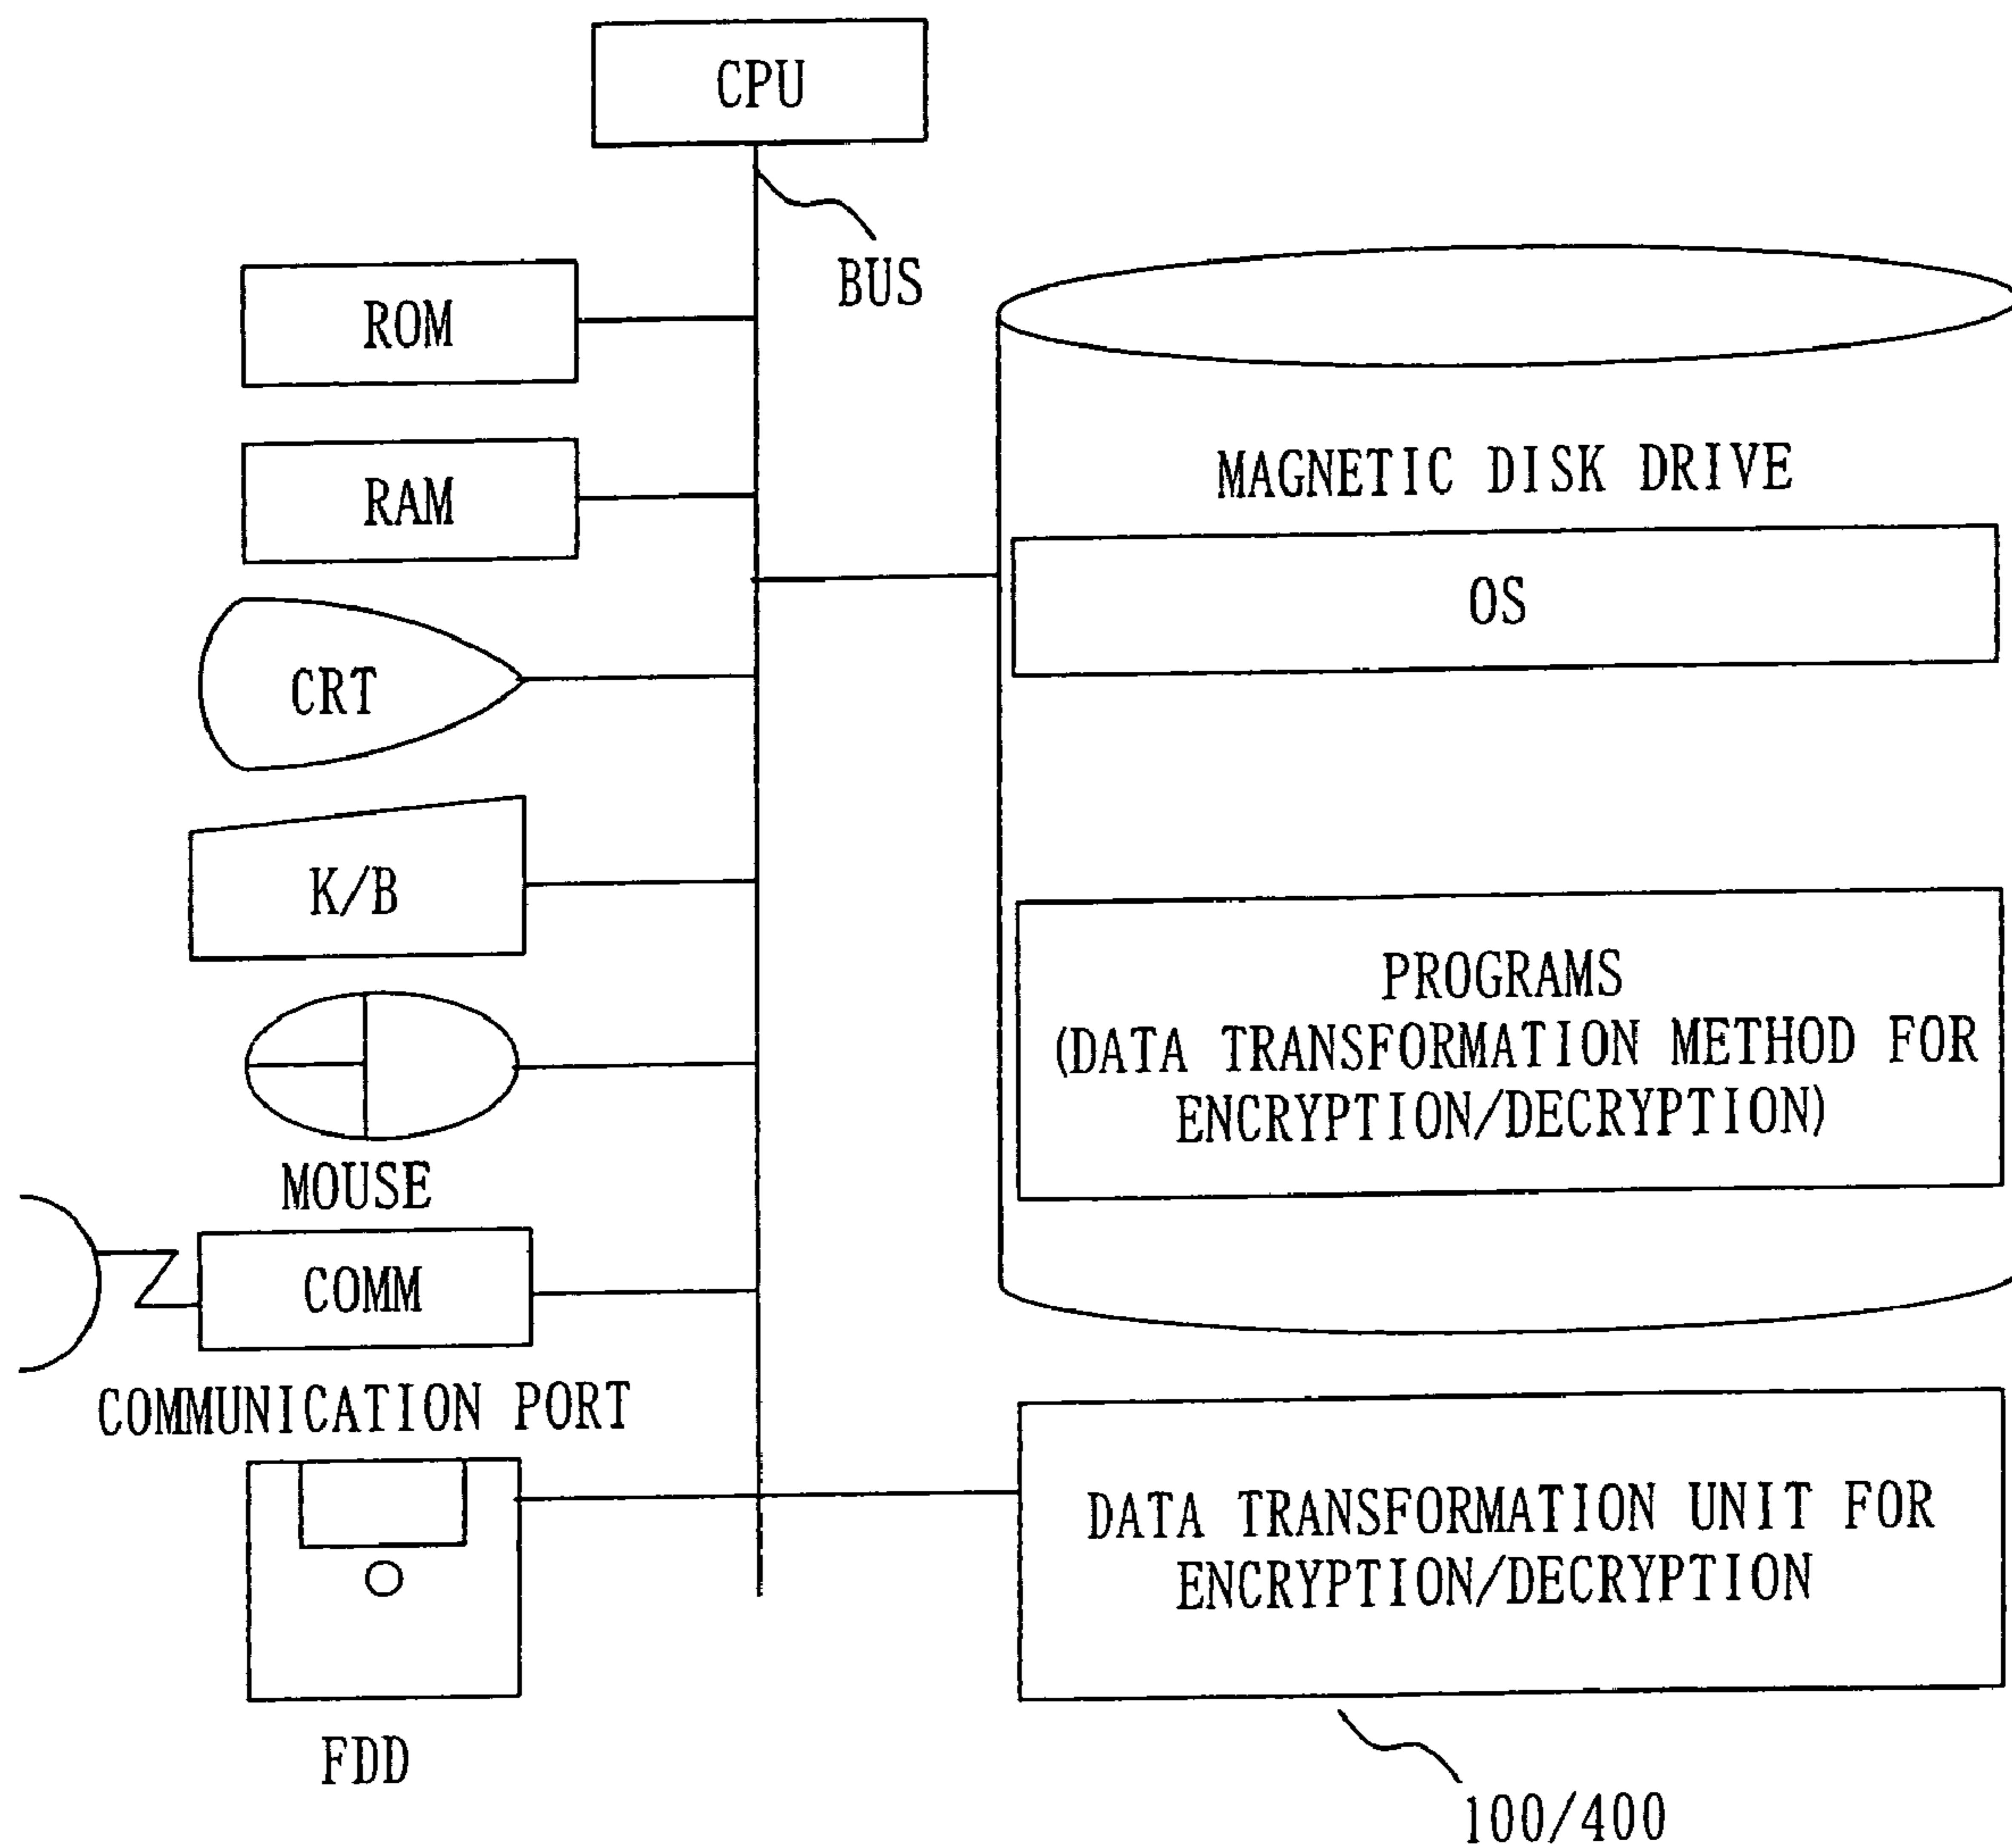 CPU
BUS
ROM
RAM
CRT
K/B
MOUSE
COMM
COMMUNICATION PORT
FDD
MAGNETIC DISK DRIVE
OS
PROGRAMS
(DATA TRANSFORMATION METHOD FOR
ENCRYPTION/DECRYPTION)
DATA TRANSFORMATION UNIT FOR
ENCRYPTION/DECRYPTION
100/400